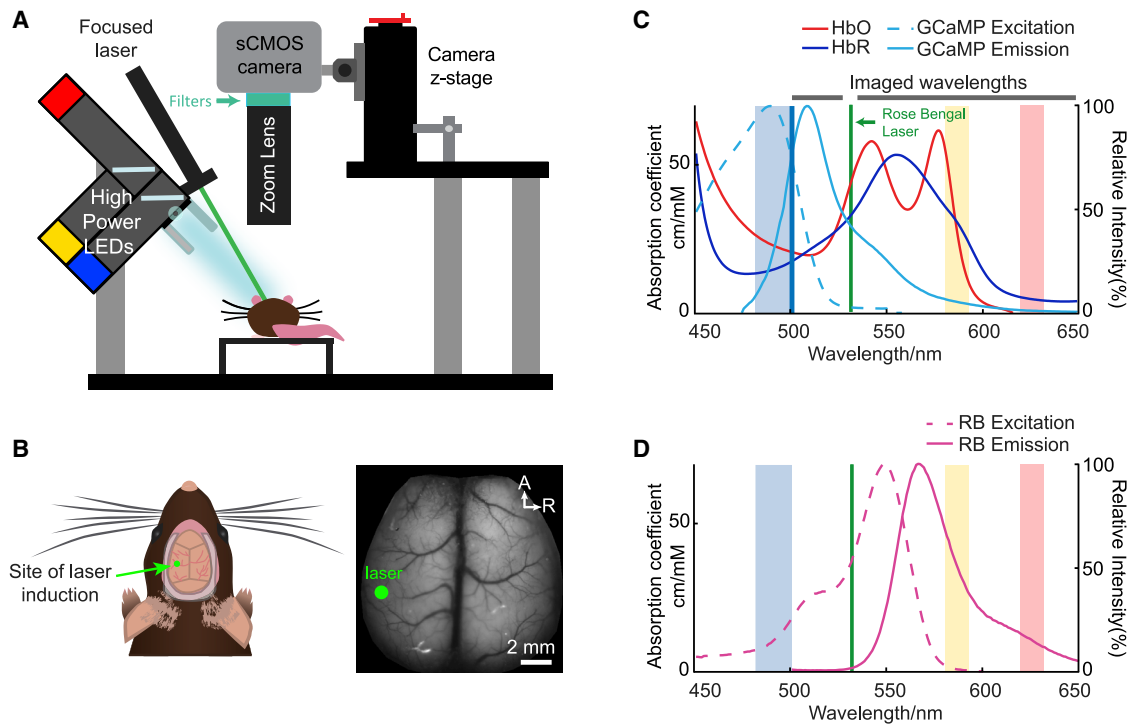 A
Focused
laser
sCMOS
camera
Filters
Zoom Lens
Camera
z-stage
High
Power
LEDs
B
Site of laser
induction
A
R
laser
2 mm
C
HbO
HbR
GCaMP Excitation
GCaMP Emission
Imaged wavelengths
Rose Bengal
Laser
Absorption coefficient
cm/mM
50
0
100
50
0
Relative Intensity(%)
450
500
550
600
650
Wavelength/nm
D
RB Excitation
RB Emission
Absorption coefficient
cm/mM
50
0
100
50
0
Relative Intensity(%)
450
500
550
600
650
Wavelength/nm